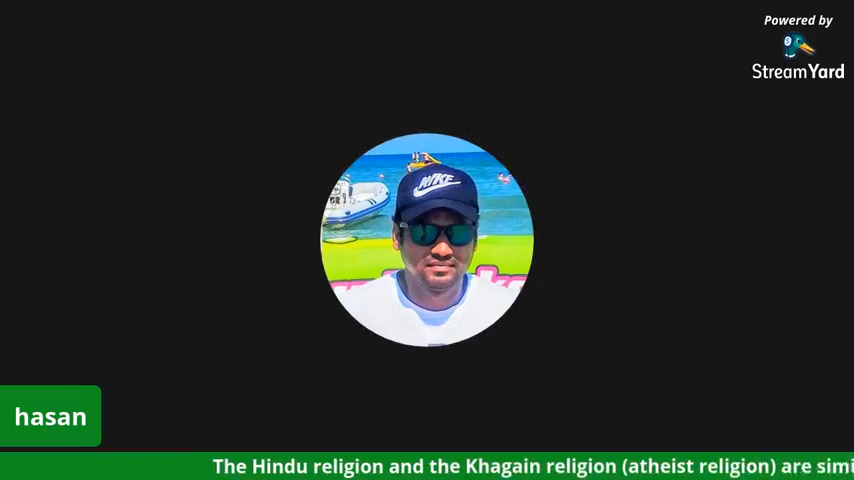 Powered by
StreamYard
NIKE
hasan
The Hindu religion and the Khagain religion (atheist religion) are simi